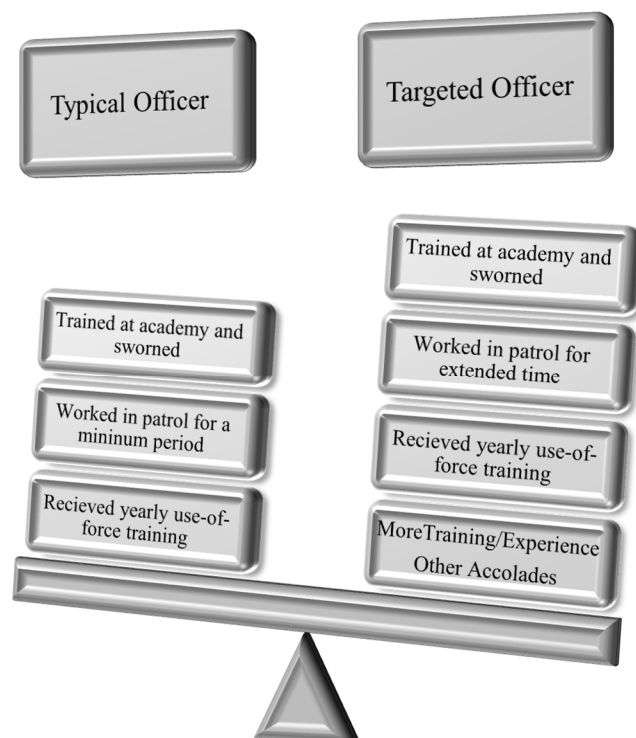 Typical Officer
Targeted Officer
Trained at academy and
sworned
Worked in patrol for a
mininum period
Recieved yearly use-of-
force training
Trained at academy and
sworned
Worked in patrol for
extended time
Recieved yearly use-of-
force training
MoreTraining/Experience
Other Accolades